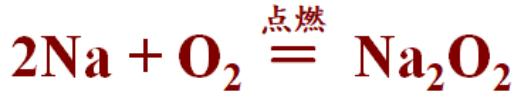 点燃
2Na + O₂ = Na₂O₂